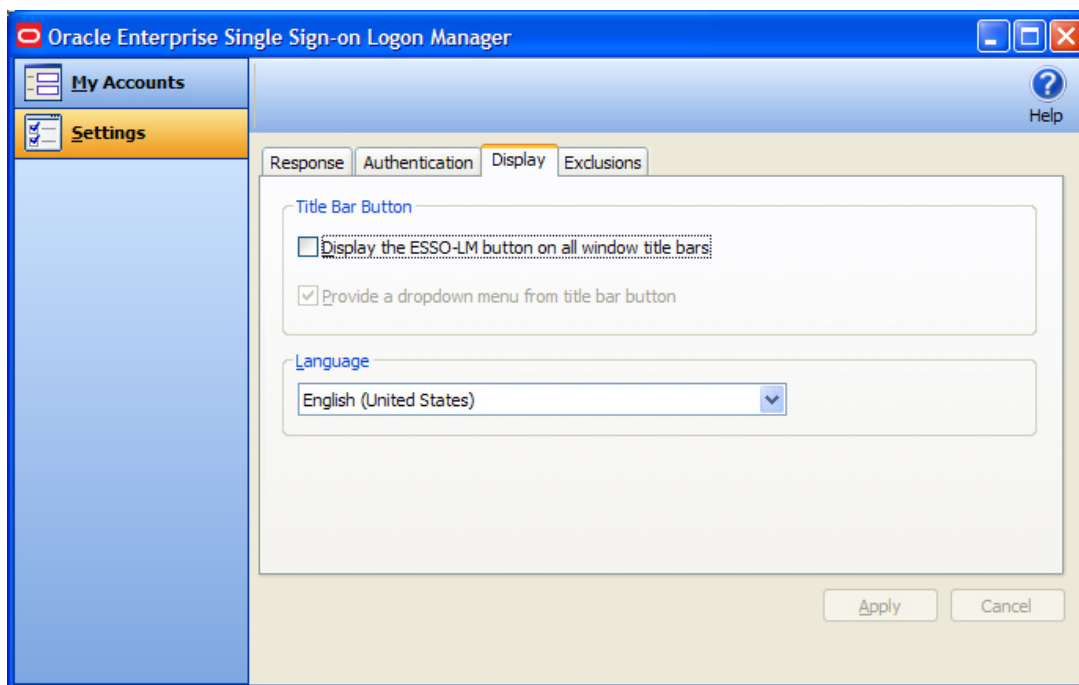 Oracle Enterprise Single Sign-on Logon Manager
My Accounts
Settings
Help
Response
Authentication
Display
Exclusions
Title Bar Button
Display the ESSO-LM button on all window title bars
Provide a dropdown menu from title bar button
Language
English (United States)
Apply
Cancel